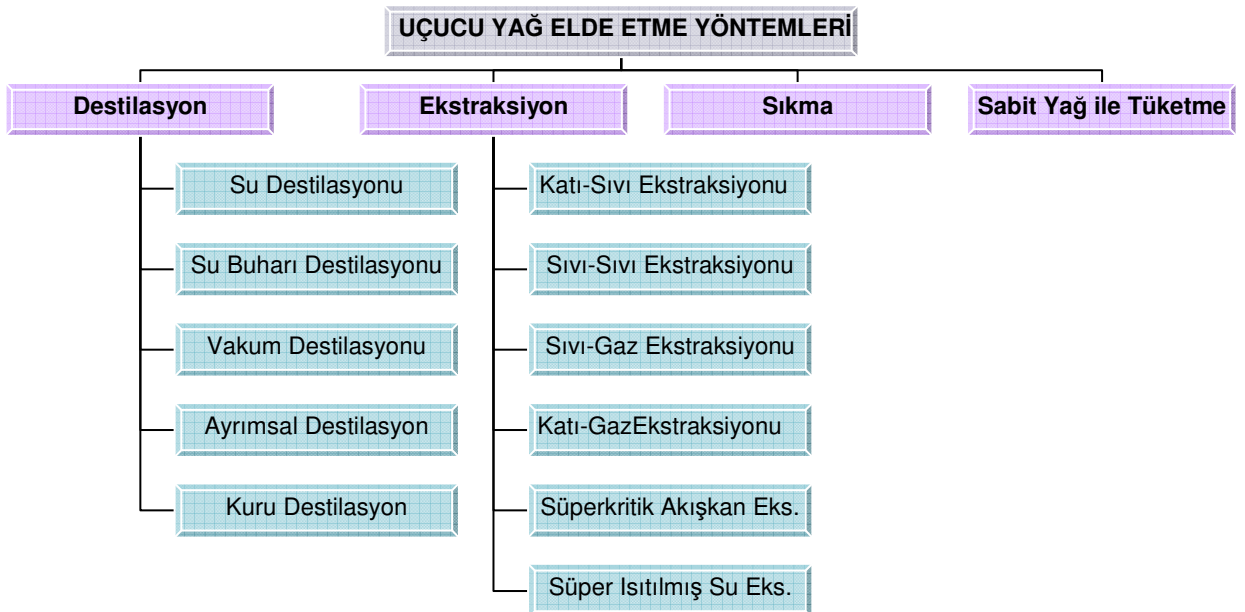 UÇUCU YAĞ ELDE ETME YÖNTEMLERİ
Destilasyon
Ekstraksiyon
Sıkma
Sabit Yağ ile Tüketme
Su Destilasyonu
Su Buharı Destilasyonu
Vakum Destilasyonu
Ayrımsal Destilasyon
Kuru Destilasyon
Katı-Sıvı Ekstraksiyonu
Sıvı-Sıvı Ekstraksiyonu
Sıvı-Gaz Ekstraksiyonu
Katı-GazEkstraksiyonu
Süperkritik Akışkan Eks.
Süper Isıtılmış Su Eks.